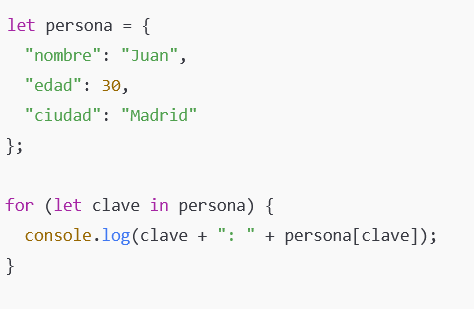 let persona = {
  "nombre": "Juan",
  "edad": 30,
  "ciudad": "Madrid"
};

for (let clave in persona) {
  console.log(clave + ": " + persona[clave]);
}